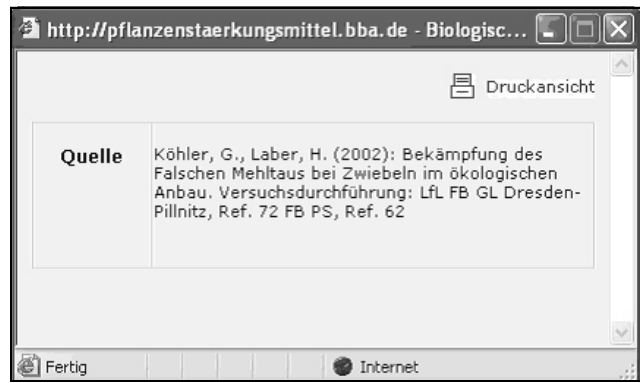 http://pflanzenstaerkungsmittel.bba.de - Biologisc...
Druckansicht
Quelle
Köhler, G., Laber, H. (2002): Bekämpfung des
Falschen Mehltaus bei Zwiebeln im ökologischen
Anbau. Versuchsdurchführung: LfL FB GL Dresden-
Pillnitz, Ref. 72 FB PS, Ref. 62
Fertig
Internet